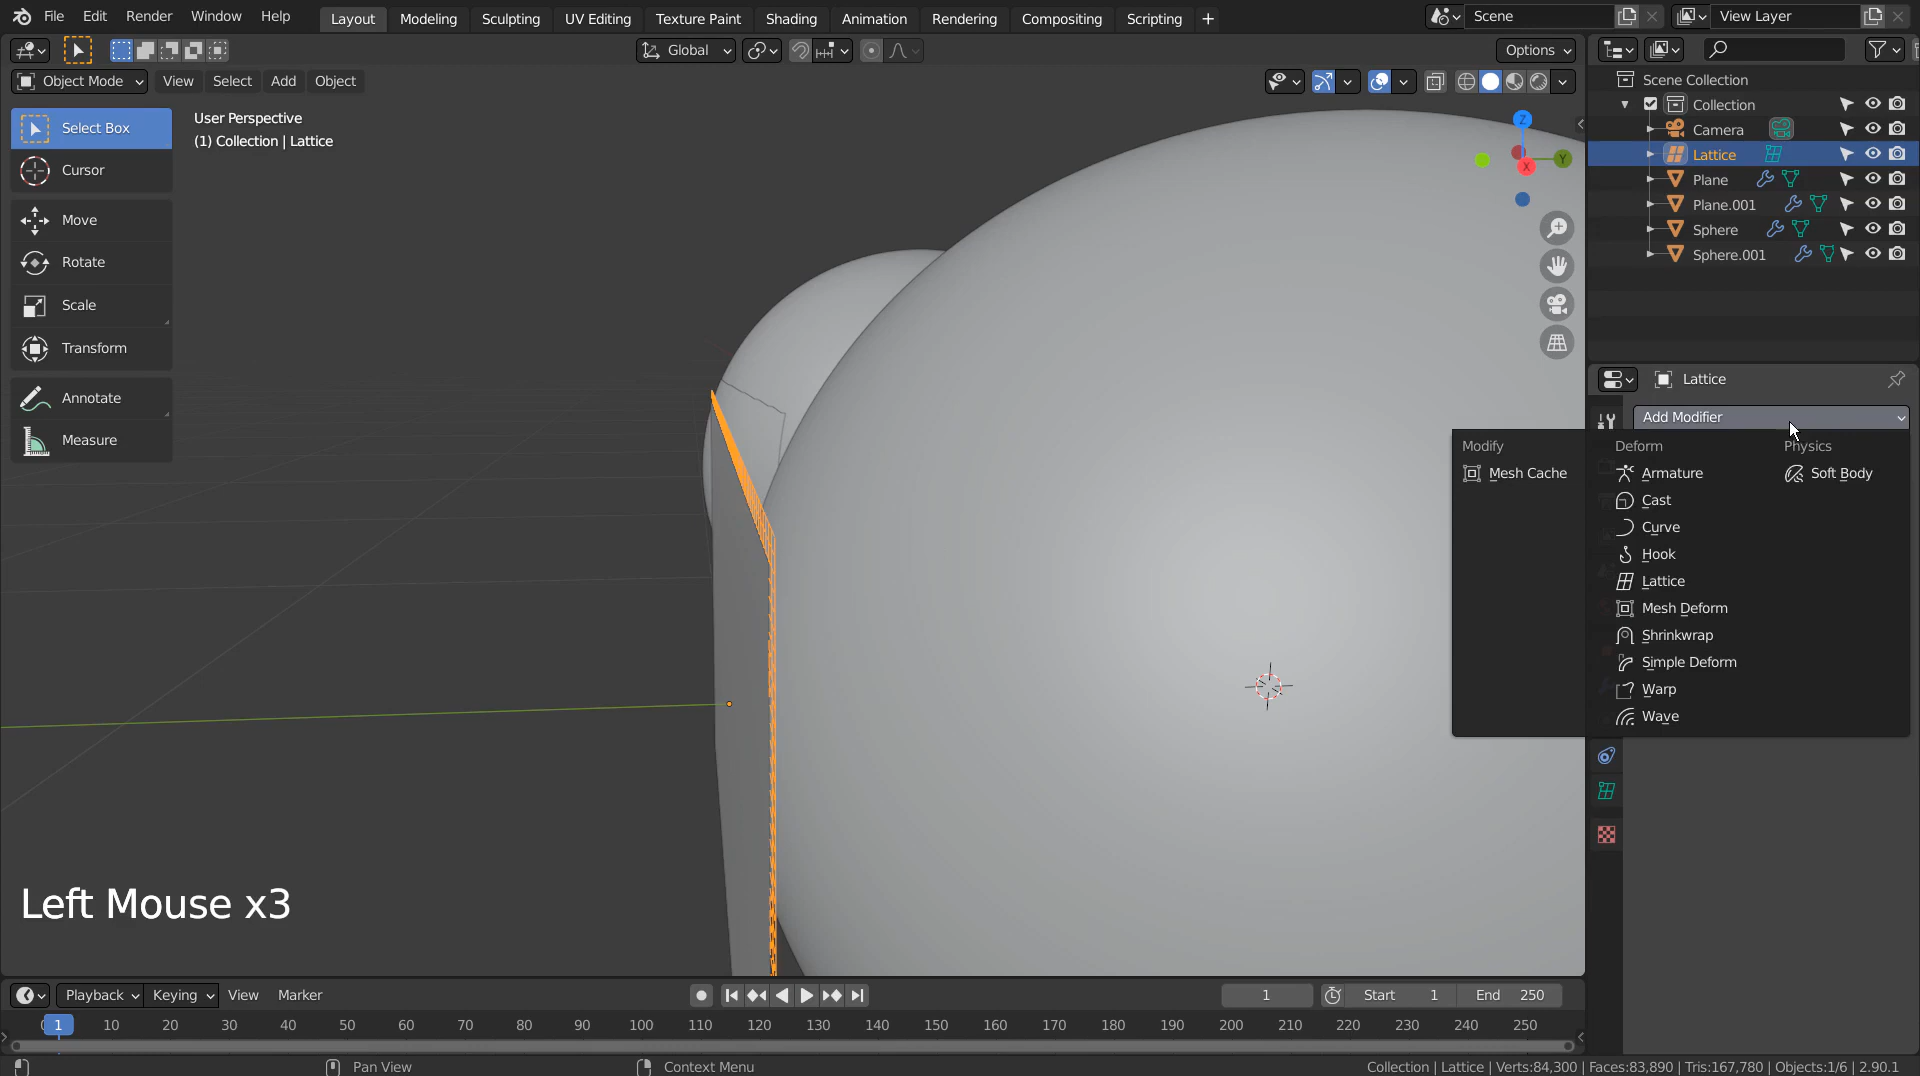 File Edit Render Window Help Layout Modeling Sculpting UV Editing Texture Paint Shading Animation Rendering Compositing Scripting + Scene View Layer
Global Options
Object Mode View Select Add Object
Scene Collection
Collection
Camera
Lattice
Plane
Plane.001
Sphere
Sphere.001
Select Box
Cursor
Move
Rotate
Scale
Transform
Annotate
Measure
User Perspective
(1) Collection | Lattice
Z
Y
X
Lattice
Add Modifier
Modify Deform Physics
Mesh Cache Armature Soft Body
Cast
Curve
Hook
Lattice
Mesh Deform
Shrinkwrap
Simple Deform
Warp
Wave
Left Mouse x3
Playback Keying View Marker 1 Start 1 End 250
1 10 20 30 40 50 60 70 80 90 100 110 120 130 140 150 160 170 180 190 200 210 220 230 240 250
Pan View Context Menu Collection | Lattice | Verts:84,300 | Faces:83,890 | Tris:167,780 | Objects:1/6 | 2.90.1